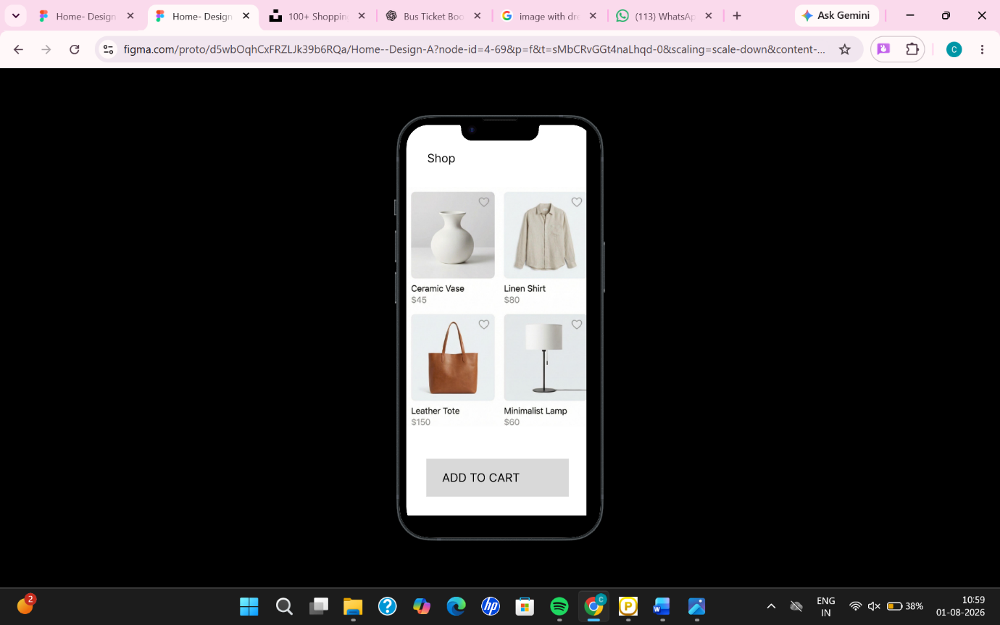 Home- Design
Home- Design
100+ Shoppin
Bus Ticket Boo
image with dre
(113) WhatsAp
Ask Gemini
figma.com/proto/d5wbOqhCxFRZLJk39b6RQa/Home--Design-A?node-id=4-69&p=f&t=sMbCRvGGt4naLhqd-0&scaling=scale-down&content-...
C
Shop
Ceramic Vase
Linen Shirt
$45
$80
Leather Tote
Minimalist Lamp
$150
$60
ADD TO CART
2
?
hp
C
P
W
ENG
IN
38%
10:59
01-08-2026